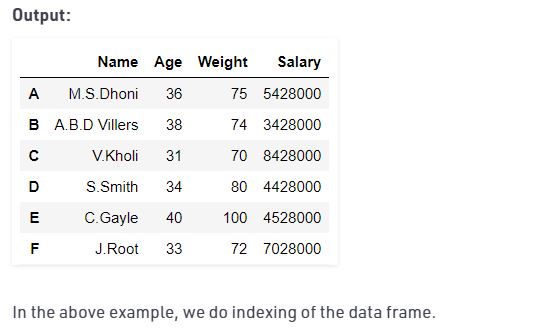 Output:
Name Age Weight Salary
A M.S.Dhoni 36 75 5428000
B A.B.D Villers 38 74 3428000
C V.Kholi 31 70 8428000
D S.Smith 34 80 4428000
E C.Gayle 40 100 4528000
F J.Root 33 72 7028000
In the above example, we do indexing of the data frame.